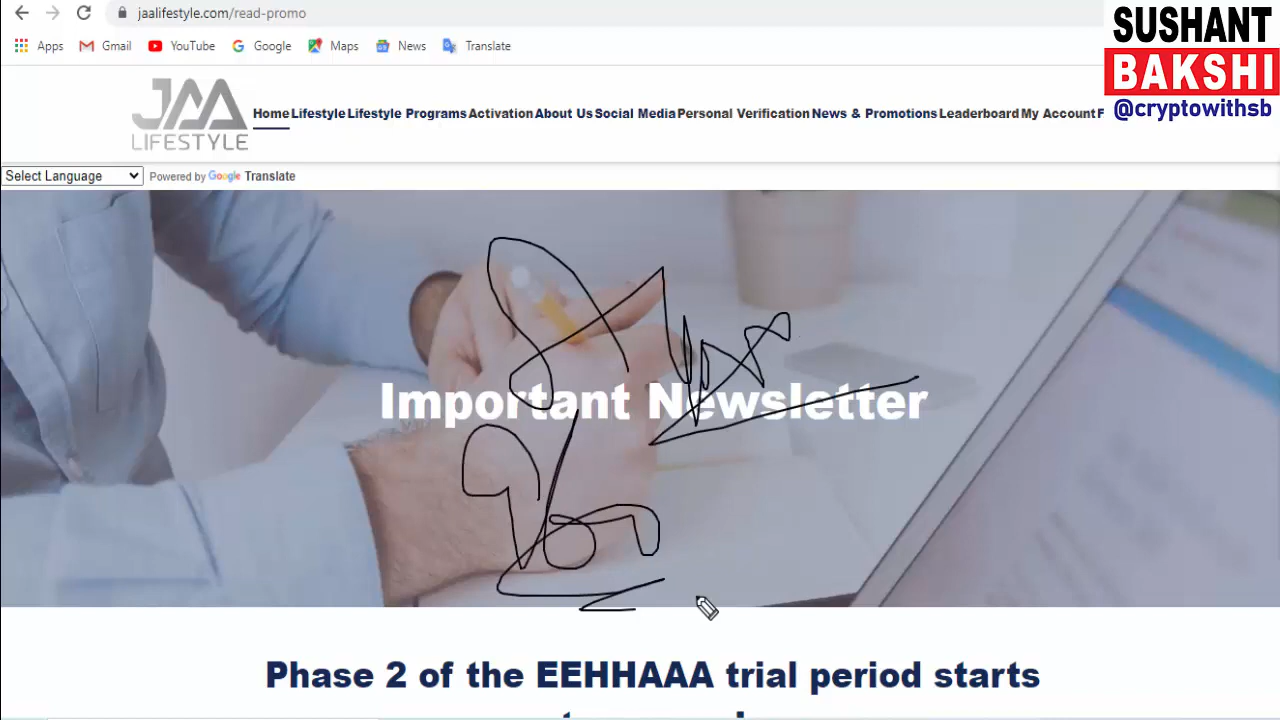 jaalifestyle.com/read-promo
SUSHANT
BAKSHI
@cryptowithsb
Apps Gmail YouTube Google Maps News Translate
JAA
LIFESTYLE
Home Lifestyle Lifestyle Programs Activation About Us Social Media Personal Verification News & Promotions Leaderboard My Account F
Select Language Powered by Google Translate
Important Newsletter
Phase 2 of the EEHHAAA trial period starts